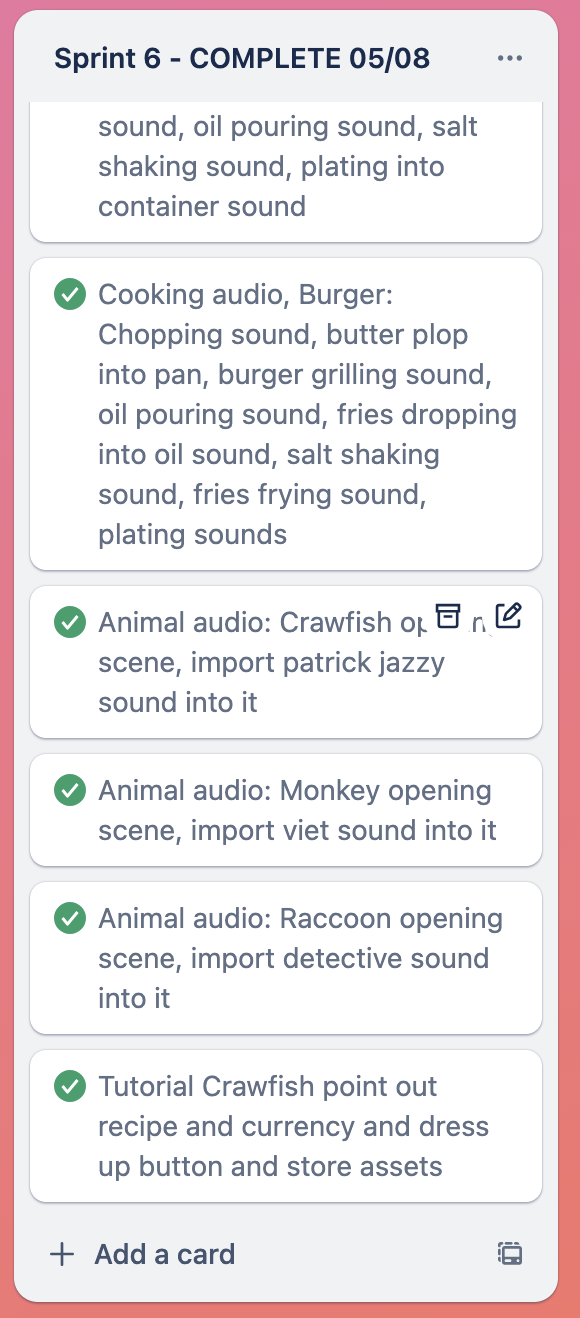 Sprint 6 - COMPLETE 05/08
sound, oil pouring sound, salt
shaking sound, plating into
container sound
Cooking audio, Burger:
Chopping sound, butter plop
into pan, burger grilling sound,
oil pouring sound, fries dropping
into oil sound, salt shaking
sound, fries frying sound,
plating sounds
Animal audio: Crawfish
scene, import patrick jazzy
sound into it
Animal audio: Monkey opening
scene, import viet sound into it
Animal audio: Raccoon opening
scene, import detective sound
into it
Tutorial Crawfish point out
recipe and currency and dress
up button and store assets
Add a card